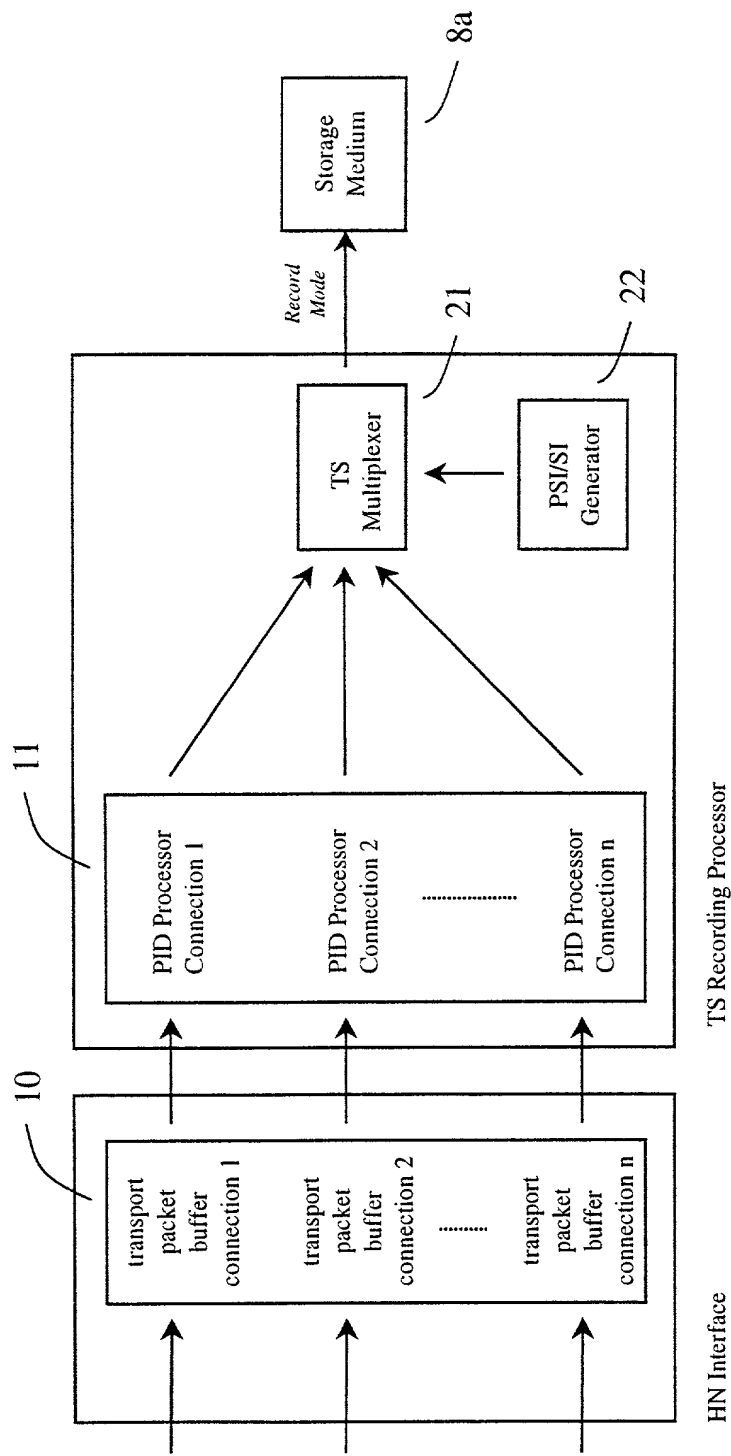 10
transport
packet
buffer
connection 1
transport
packet
buffer
connection 2
transport
packet
buffer
connection n
HN Interface
11
PID Processor
Connection 1
PID Processor
Connection 2
PID Processor
Connection n
TS
Multiplexer
21
PSI/SI
Generator
22
TS Recording Processor
Record
Mode
Storage
Medium
8a